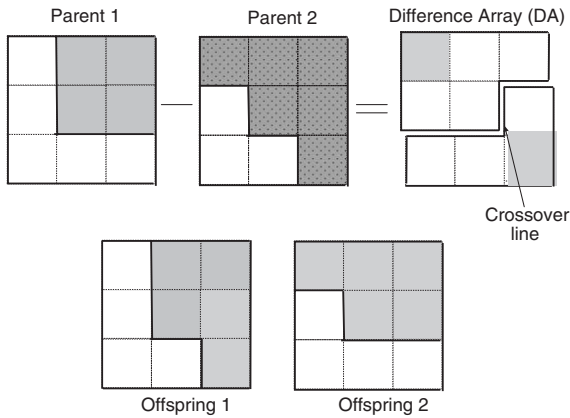 Parent 1
Parent 2
Difference Array (DA)
Crossover
line
Offspring 1
Offspring 2